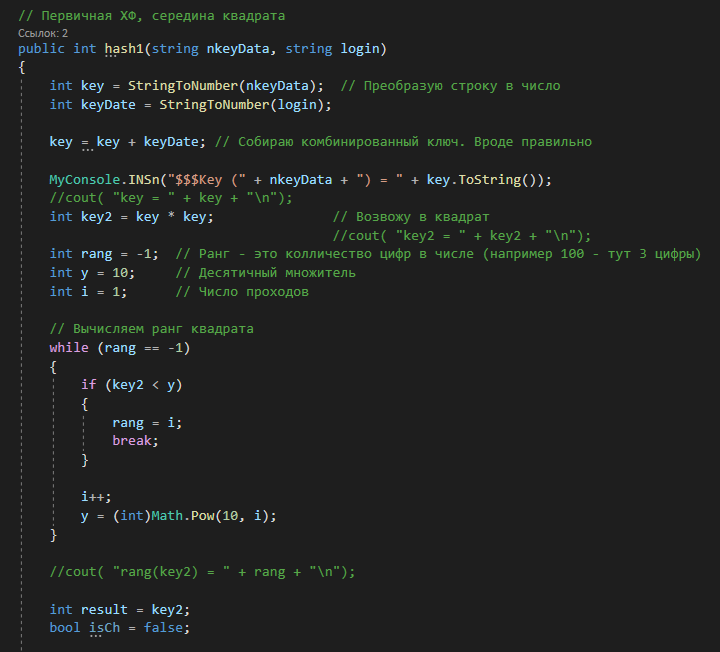 // Первичная ХФ, середина квадрата
Ссылок: 2
public int hash1(string nkeyData, string login)
{
int key = StringToNumber(nkeyData); // Преобразую строку в число
int keyDate = StringToNumber(login);
key = key + keyDate; // Собираю комбинированный ключ. Вроде правильно
MyConsole.INSn("$$$Key (" + nkeyData + ") = " + key.ToString());
//cout( "key = " + key + "\n");
int key2 = key * key; // Возвожу в квадрат
//cout( "key2 = " + key2 + "\n");
int rang = -1; // Ранг - это колличество цифр в числе (например 100 - тут 3 цифры)
int y = 10; // Десятичный множитель
int i = 1; // Число проходов
// Вычисляем ранг квадрата
while (rang == -1)
{
if (key2 < y)
{
rang = i;
break;
}
i++;
y = (int)Math.Pow(10, i);
}
//cout( "rang(key2) = " + rang + "\n");
int result = key2;
bool isCh = false;